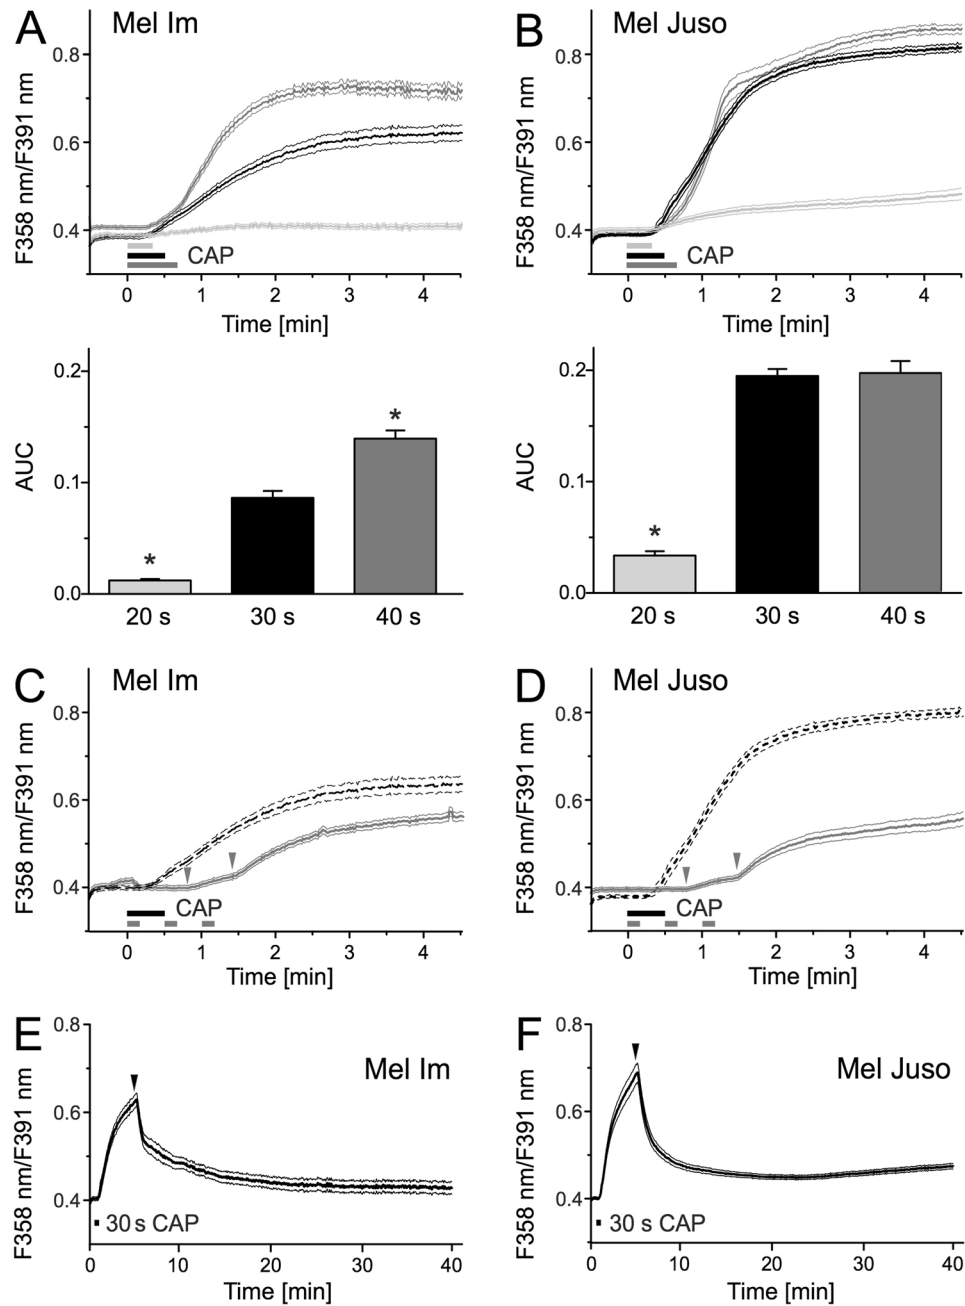 A Mel Im
F358 nm/F391 nm
0.8
0.6
0.4
CAP
0 1 2 3 4
Time [min]
B Mel Juso
F358 nm/F391 nm
0.8
0.6
0.4
CAP
0 1 2 3 4
Time [min]
AUC
0.2
0.1
0.0
* *
20 s 30 s 40 s
AUC
0.2
0.1
0.0
*
20 s 30 s 40 s
C Mel Im
F358 nm/F391 nm
0.8
0.6
0.4
CAP
0 1 2 3 4
Time [min]
D Mel Juso
F358 nm/F391 nm
0.8
0.6
0.4
CAP
0 1 2 3 4
Time [min]
E Mel Im
F358 nm/F391 nm
0.8
0.6
0.4
30 s CAP
0 10 20 30 40
Time [min]
F Mel Juso
F358 nm/F391 nm
0.8
0.6
0.4
30 s CAP
0 10 20 30 40
Time [min]